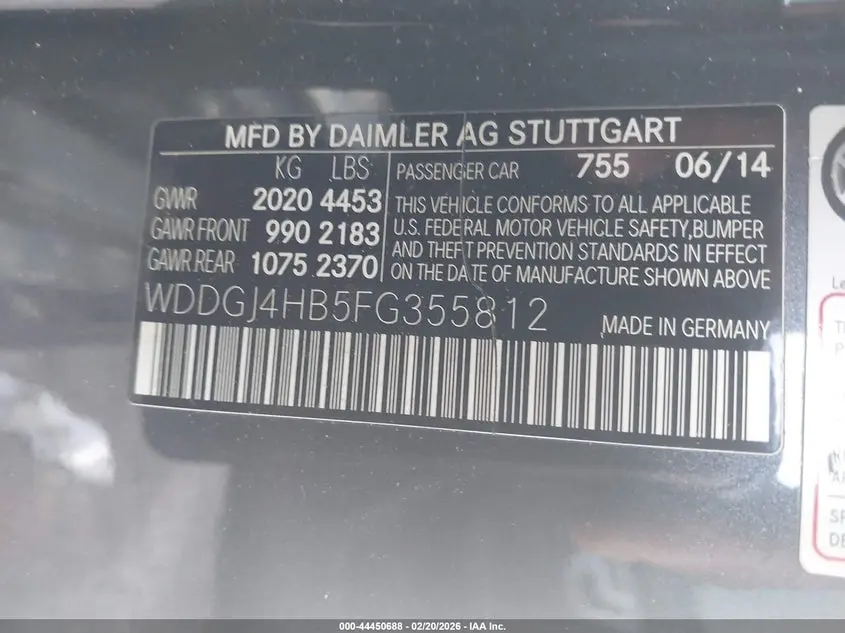 MFD BY DAIMLER AG STUTTGART
KG LBS
GVWR 2020 4453
GAWR FRONT 990 2183
GAWR REAR 1075 2370
PASSENGER CAR 755 06/14
THIS VEHICLE CONFORMS TO ALL APPLICABLE
U.S. FEDERAL MOTOR VEHICLE SAFETY,BUMPER
AND THEFT PREVENTION STANDARDS IN EFFECT
ON THE DATE OF MANUFACTURE SHOWN ABOVE
WDDGJ4HB5FG355812
MADE IN GERMANY
000-44450688 — 02/20/2026 — IAA Inc.